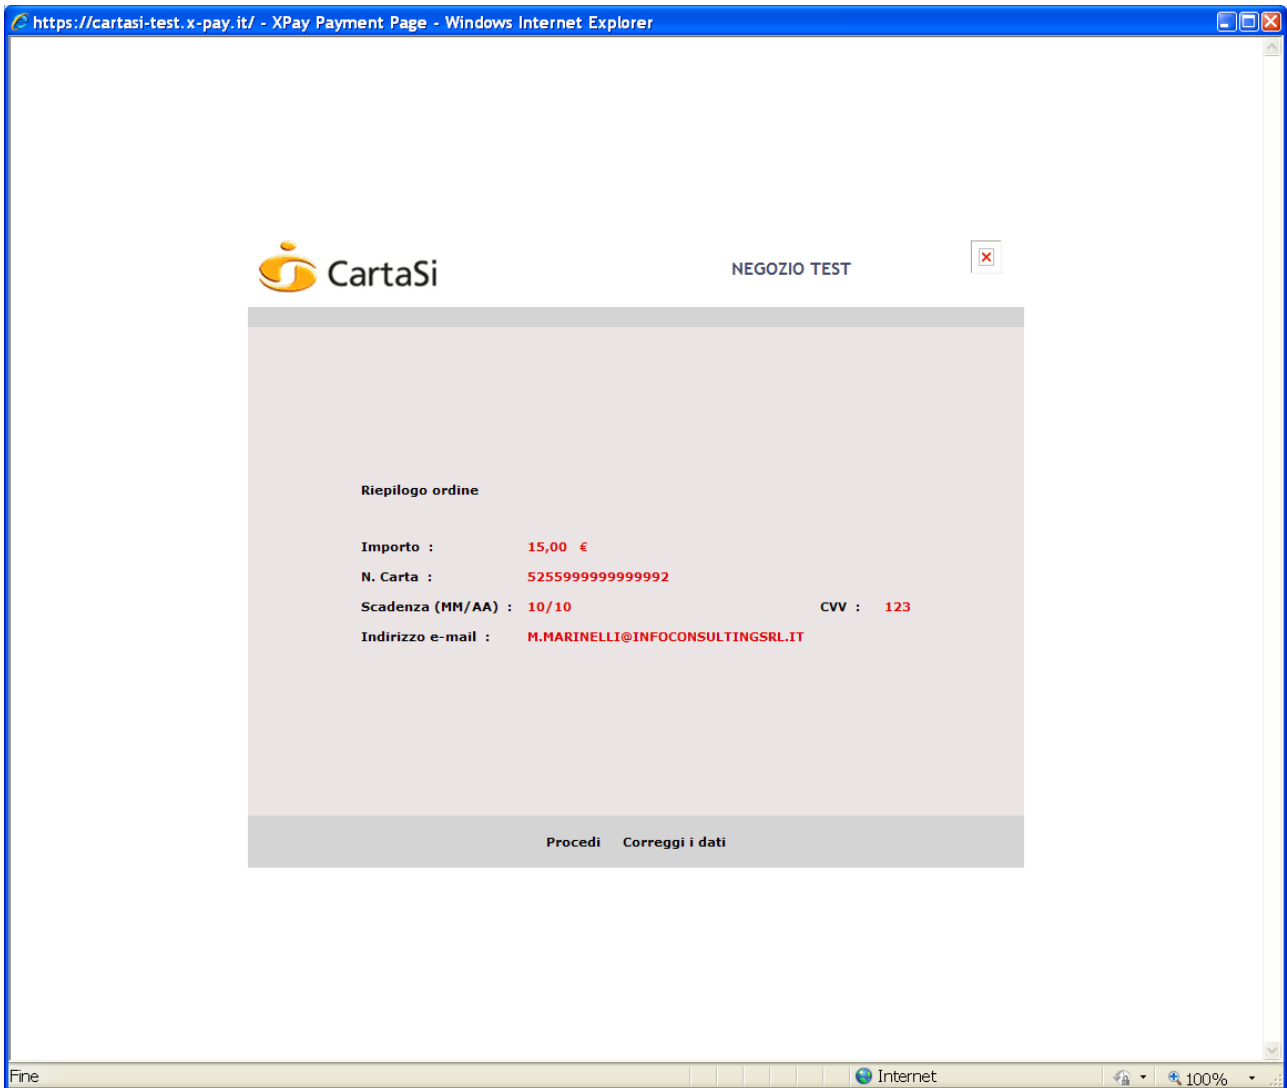 https://cartasi-test.x-pay.it/ - XPay Payment Page - Windows Internet Explorer
CartaSi
NEGOZIO TEST
Riepilogo ordine
Importo : 15,00 €
N. Carta : 5255999999999992
Scadenza (MM/AA) : 10/10 CVV : 123
Indirizzo e-mail : M.MARINELLI@INFOCONSULTINGSRL.IT
Procedi Correggi i dati
Fine Internet 100%